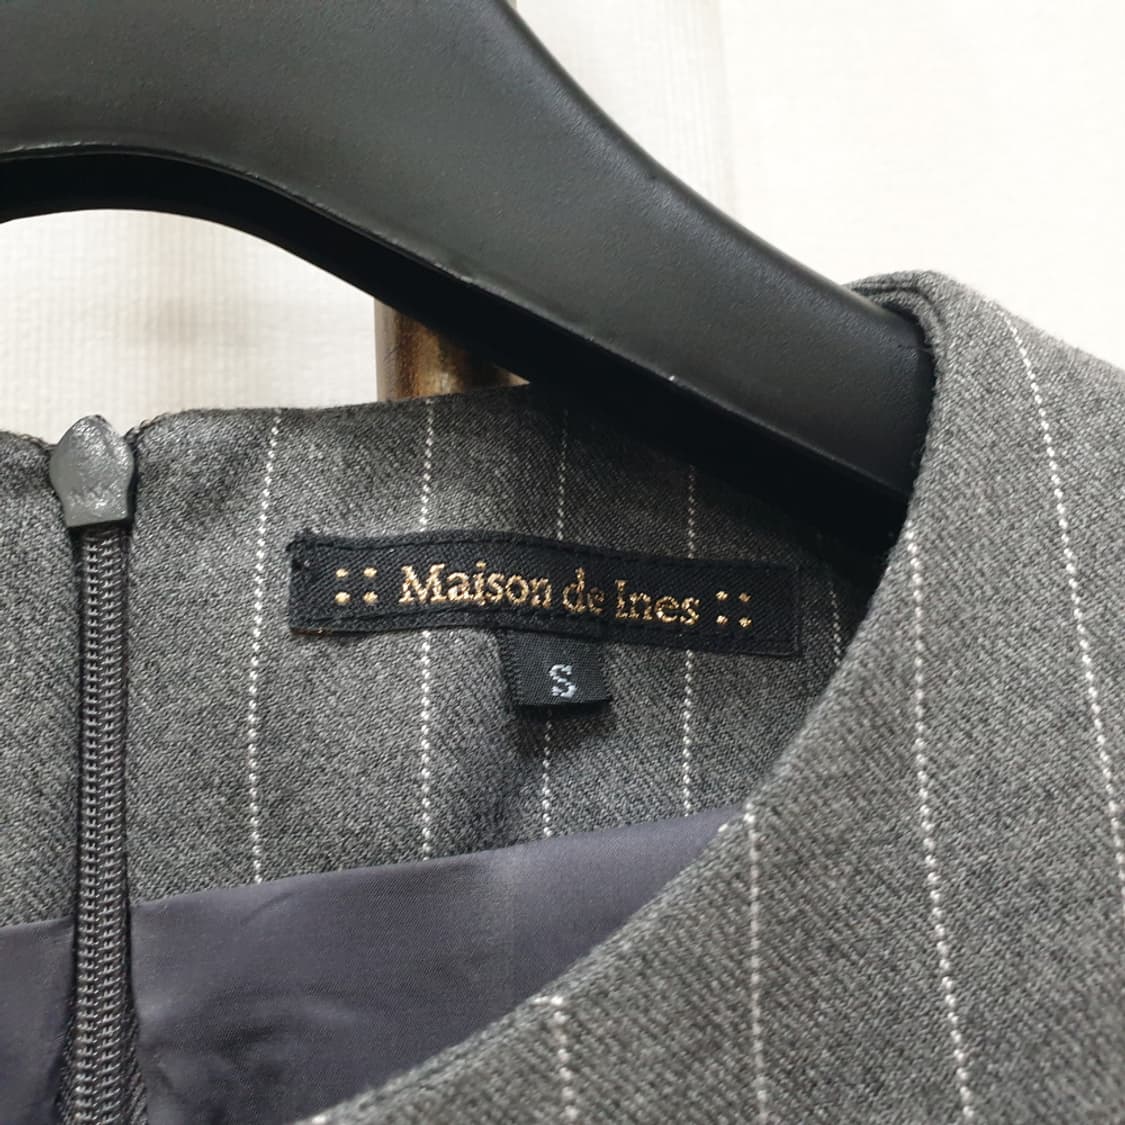 :: Maison de Ines ::
S